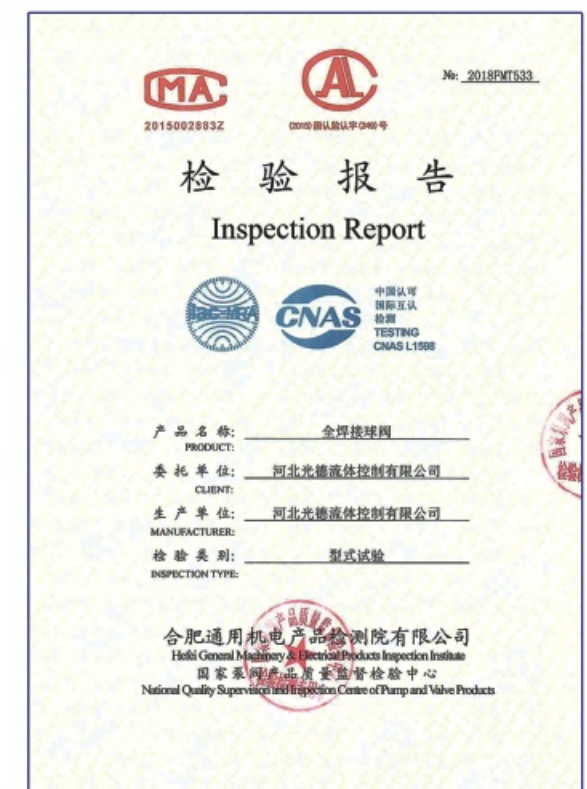 №: 2018FMT533
MA
2015002883Z
AL
(2015)国认监认字(349)号
检验报告
Inspection Report
ilac-MRA
CNAS
中国认可
国际互认
检测
TESTING
CNAS L1598
产品名称: 全焊接球阀
PRODUCT:
委托单位: 河北光德流体控制有限公司
CLIENT:
生产单位: 河北光德流体控制有限公司
MANUFACTURER:
检验类别: 型式试验
INSPECTION TYPE:
合肥通用机电产品检测院有限公司
Hefei General Machinery & Electrical Products Inspection Institute
国家泵阀产品质量监督检验中心
National Quality Supervision and Inspection Centre of Pump and Valve Products